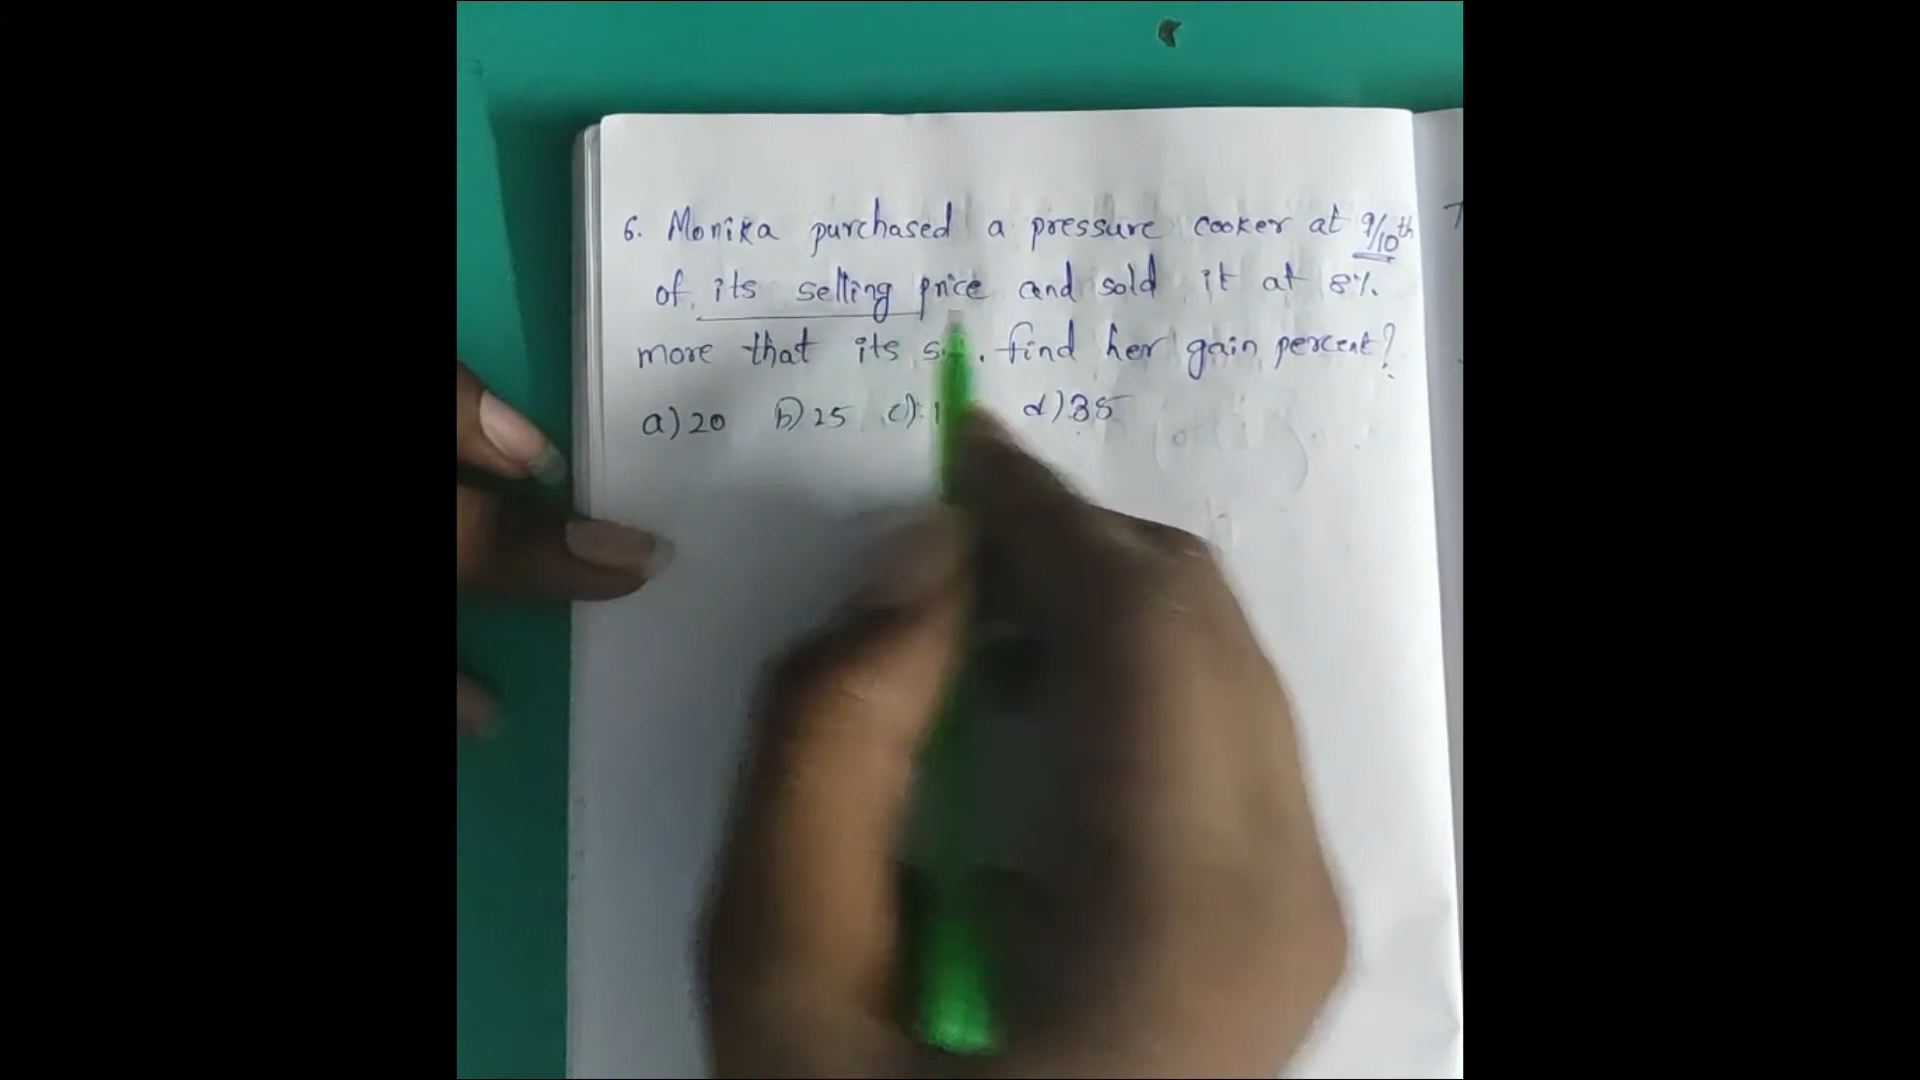 6. Monika purchased a pressure cooker at 9/10th
of its selling price and sold it at 8%
more that its find her gain percent?
a) 20 b) 25 c) d) 35